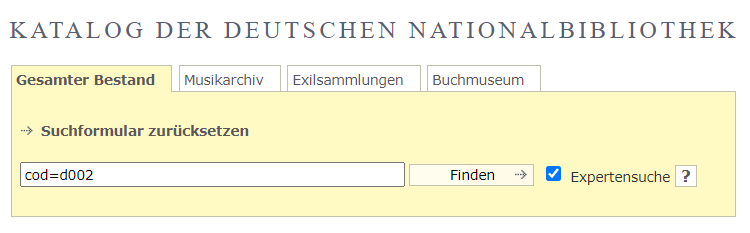 KATALOG DER DEUTSCHEN NATIONALBIBLIOTHEK
Gesamter Bestand Musikarchiv Exilsammlungen Buchmuseum
Suchformular zurücksetzen
cod=d002 Finden Expertensuche ?